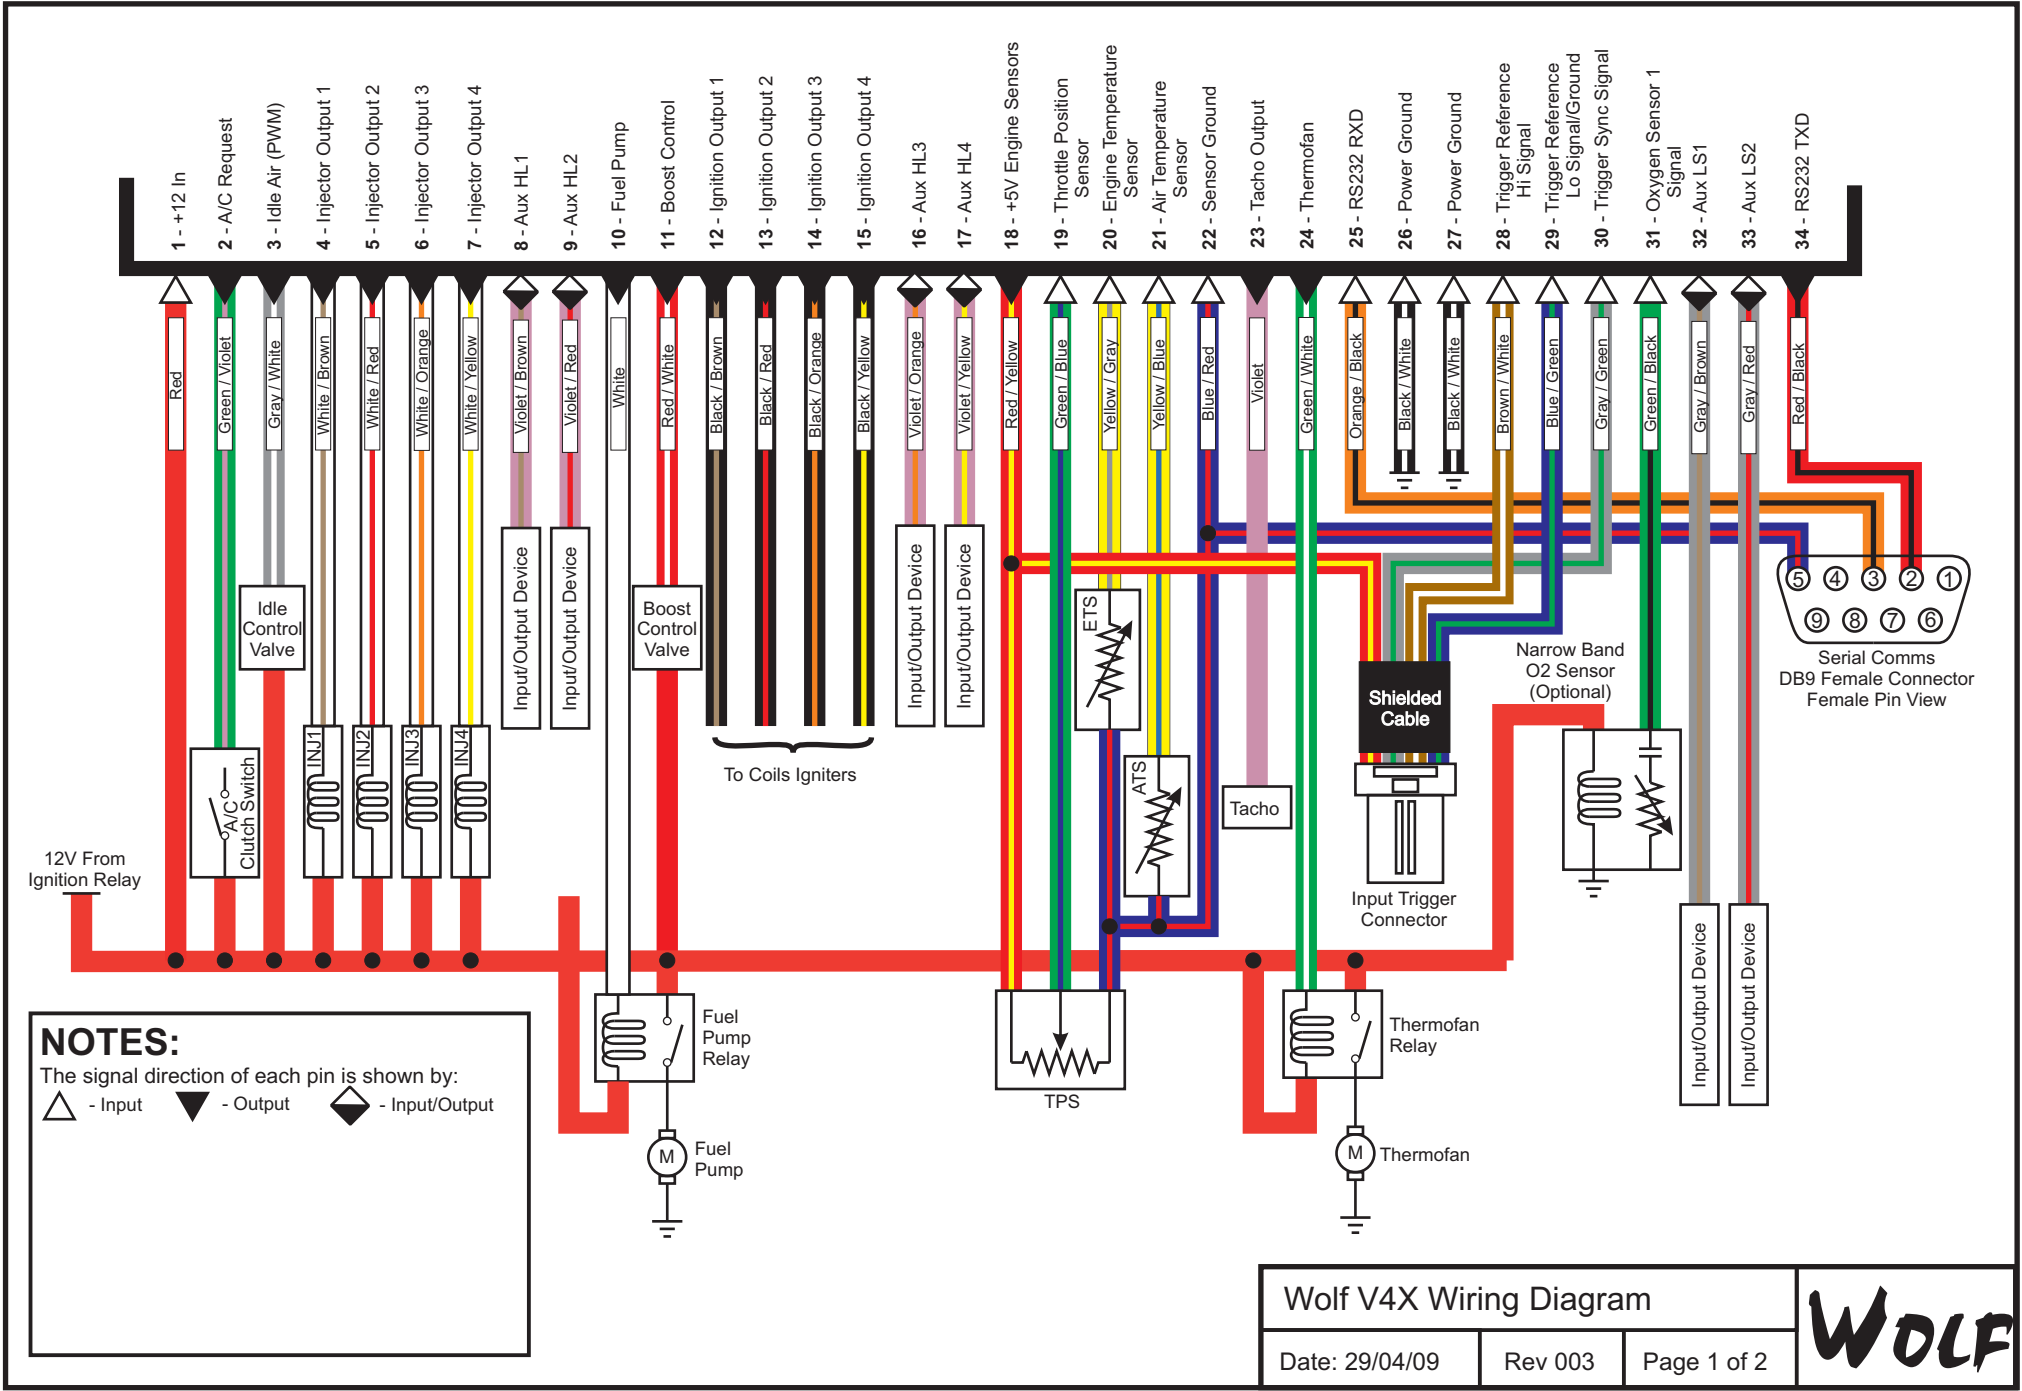 1 - +12 In
2 - A/C Request
3 - Idle Air (PWM)
4 - Injector Output 1
5 - Injector Output 2
6 - Injector Output 3
7 - Injector Output 4
8 - Aux HL1
9 - Aux HL2
10 - Fuel Pump
11 - Boost Control
12 - Ignition Output 1
13 - Ignition Output 2
14 - Ignition Output 3
15 - Ignition Output 4
16 - Aux HL3
17 - Aux HL4
18 - +5V Engine Sensors
19 - Throttle Position
Sensor
20 - Engine Temperature
Sensor
21 - Air Temperature
Sensor
22 - Sensor Ground
23 - Tacho Output
24 - Thermofan
25 - RS232 RXD
26 - Power Ground
27 - Power Ground
28 - Trigger Reference
Hi Signal
29 - Trigger Reference
Lo Signal/Ground
30 - Trigger Sync Signal
31 - Oxygen Sensor 1
Signal
32 - Aux LS1
33 - Aux LS2
34 - RS232 TXD
Red
Green / Violet
Gray / White
White / Brown
White / Red
White / Orange
White / Yellow
Violet / Brown
Violet / Red
White
Red / White
Black / Brown
Black / Red
Black / Orange
Black / Yellow
Violet / Orange
Violet / Yellow
Red / Yellow
Green / Blue
Yellow / Gray
Yellow / Blue
Blue / Red
Violet
Green / White
Orange / Black
Black / White
Black / White
Brown / White
Blue / Green
Gray / Green
Green / Black
Gray / Brown
Gray / Red
Red / Black
Idle
Control
Valve
Input/Output Device
Input/Output Device
Boost
Control
Valve
Input/Output Device
Input/Output Device
ETS
5 4 3 2 1
9 8 7 6
Serial Comms
DB9 Female Connector
Female Pin View
Narrow Band
O2 Sensor
(Optional)
Shielded
Cable
INJ1
INJ2
INJ3
INJ4
A/C
Clutch Switch
To Coils Igniters
ATS
Tacho
Input Trigger
Connector
12V From
Ignition Relay
Input/Output Device
Input/Output Device
Fuel
Pump
Relay
Thermofan
Relay
TPS
M
Fuel
Pump
M
Thermofan
NOTES:
The signal direction of each pin is shown by:
- Input
- Output
- Input/Output
Wolf V4X Wiring Diagram
Date: 29/04/09
Rev 003
Page 1 of 2
WOLF